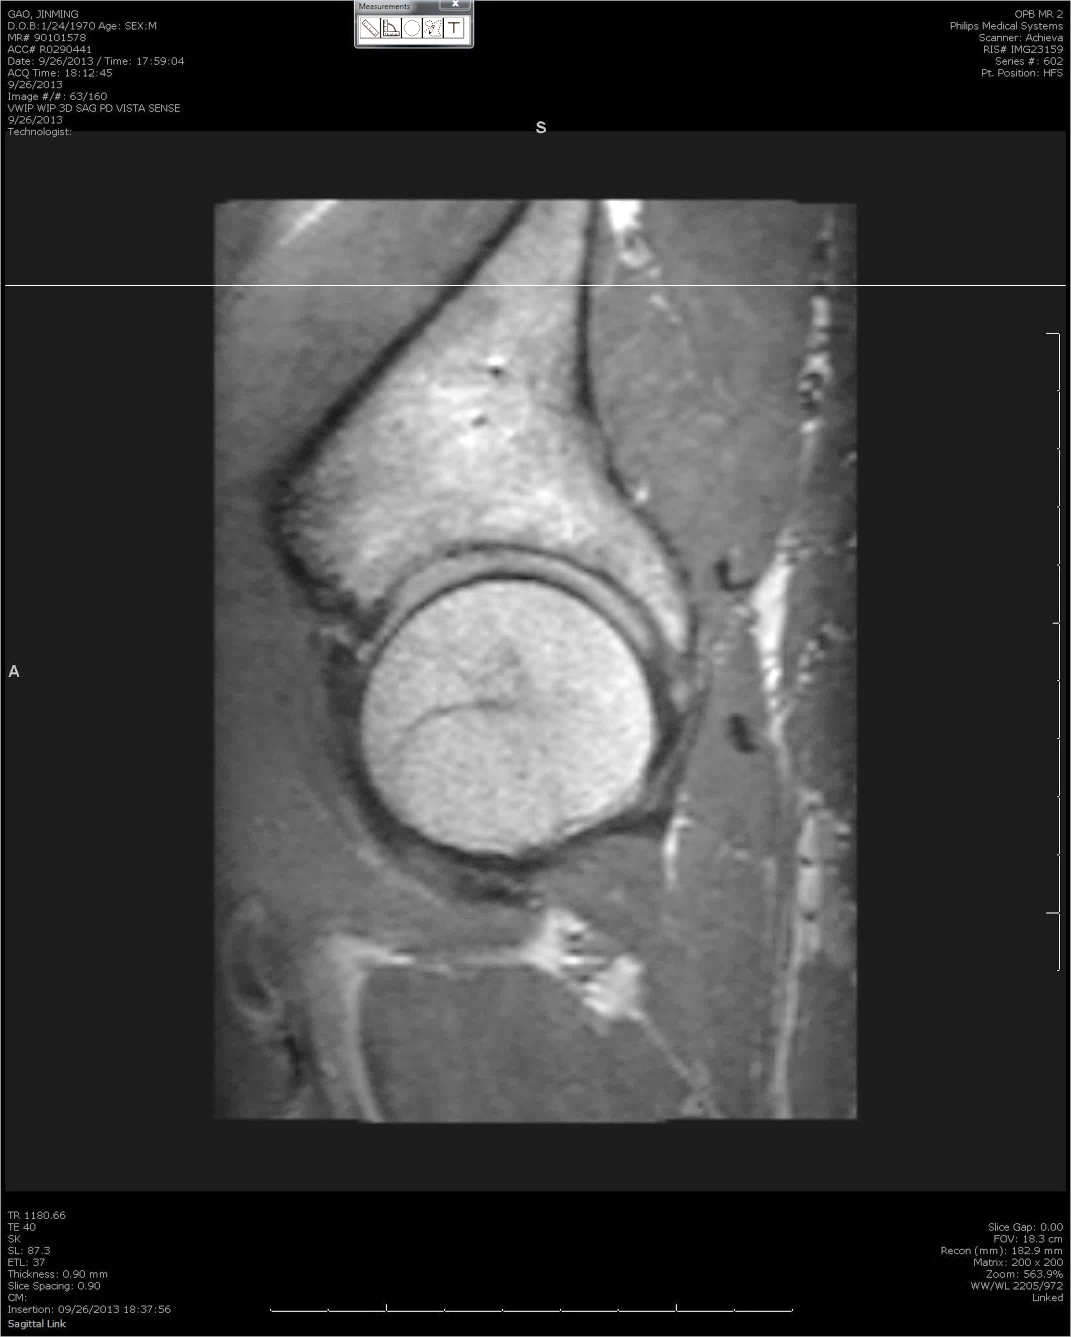 Measurements
T
GAO, JINMING
D.O.B:1/24/1970 Age: SEX:M
MR# 90101578
ACC# R0290441
Date: 9/26/2013 / Time: 17:59:04
ACQ Time: 18:12:45
9/26/2013
Image #/#: 63/160
VWIP WIP 3D SAG PD VISTA SENSE
9/26/2013
Technologist:
OPB MR 2
Philips Medical Systems
Scanner: Achieva
RIS# IMG23159
Series #: 602
Pt. Position: HFS
S
A
TR 1180.66
TE 40
SK
SL: 87.3
ETL: 37
Thickness: 0.90 mm
Slice Spacing: 0.90
CM:
Insertion: 09/26/2013 18:37:56
Sagittal Link
Slice Gap: 0.00
FOV: 18.3 cm
Recon (mm): 182.9 mm
Matrix: 200 x 200
Zoom: 563.9%
WW/WL 2205/972
Linked